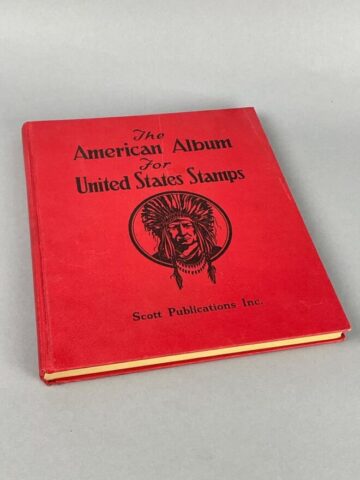 The
American Album
For
United States Stamps
Scott Publications Inc.